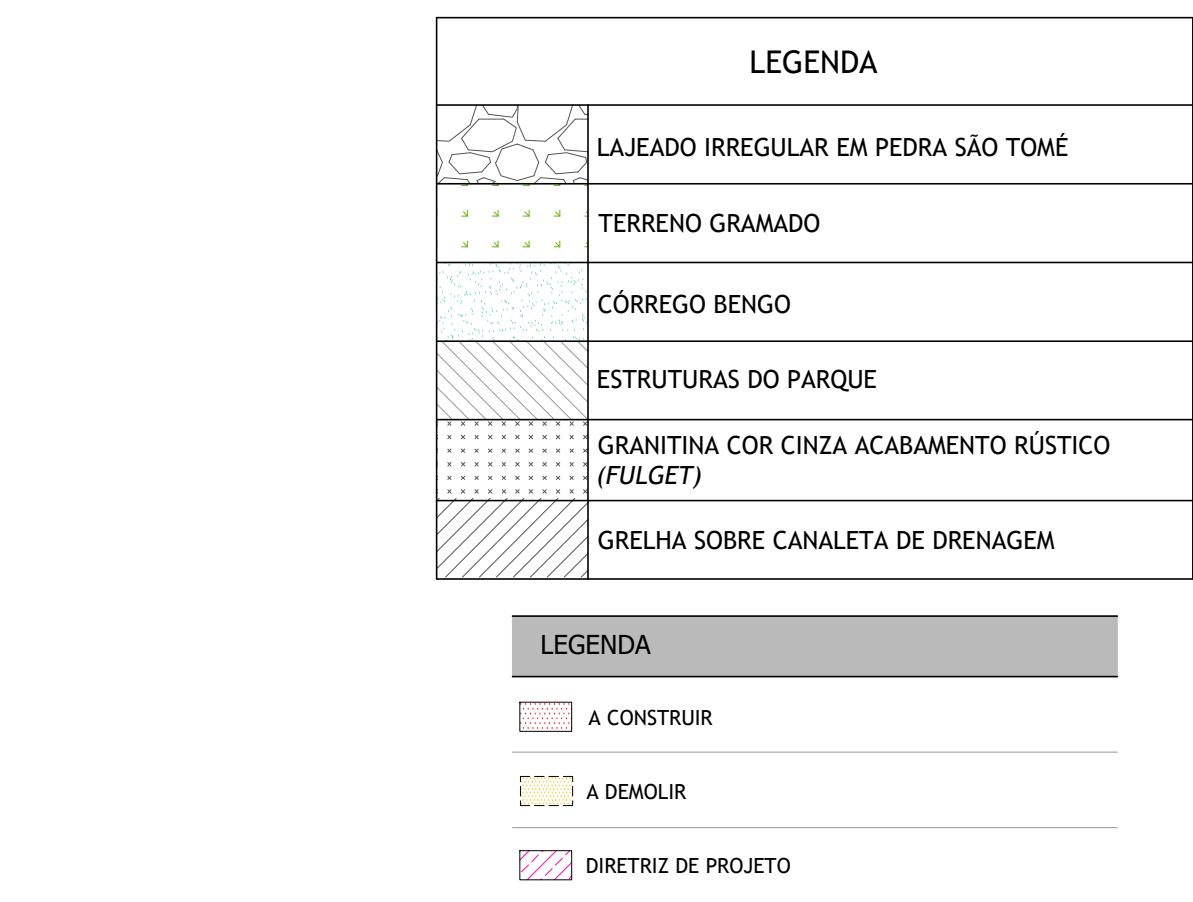 LEGENDA
LAJEADO IRREGULAR EM PEDRA SÃO TOMÉ
TERRENO GRAMADO
CÓRREGO BENGO
ESTRUTURAS DO PARQUE
GRANITINA COR CINZA ACABAMENTO RÚSTICO
(FULGET)
GRELHA SOBRE CANALETA DE DRENAGEM
LEGENDA
A CONSTRUIR
A DEMOLIR
DIRETRIZ DE PROJETO